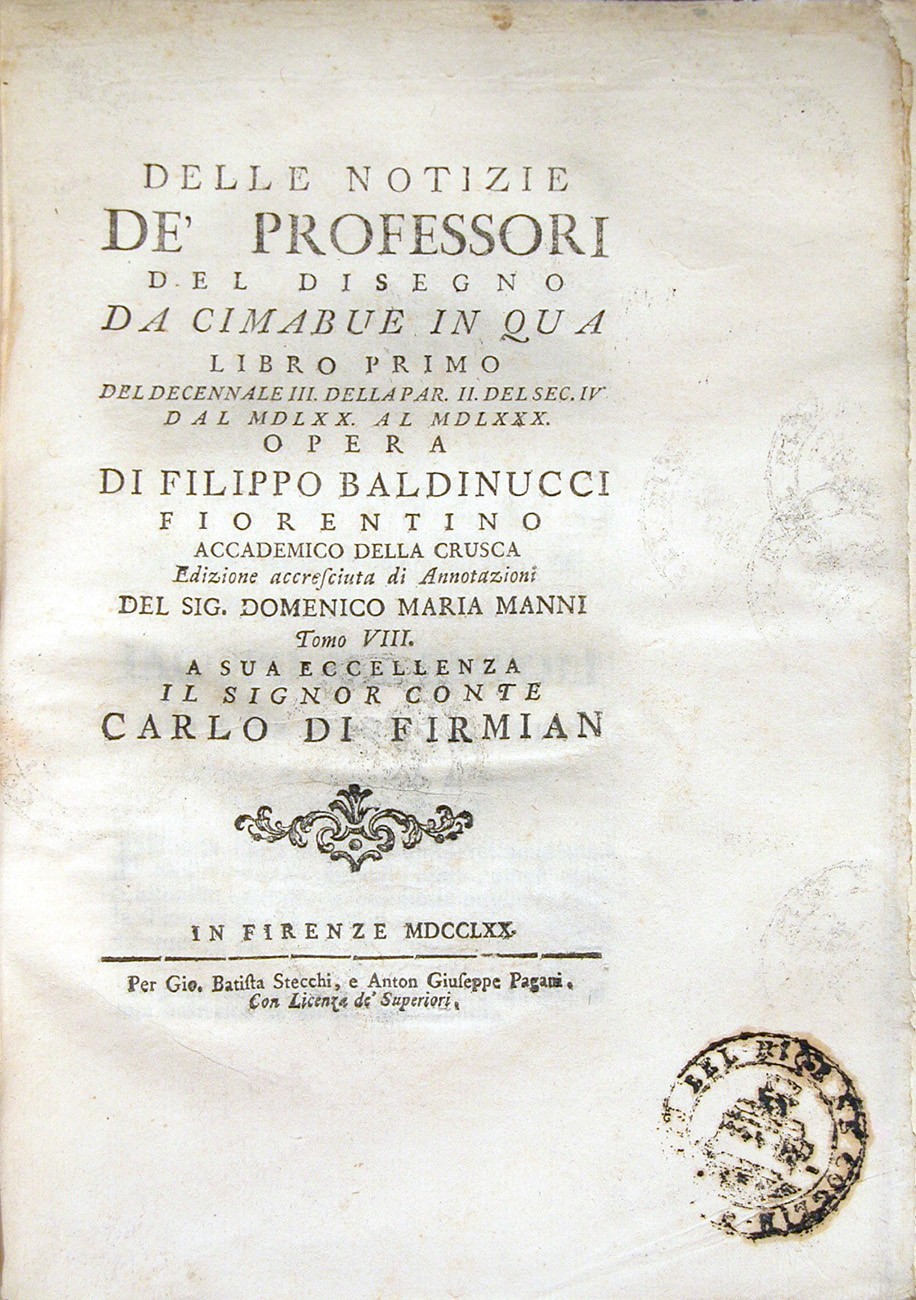 DELLE NOTIZIE
DE' PROFESSORI
DEL DISEGNO
DA CIMABUE IN QUA
LIBRO PRIMO
DEL DECENNALE III. DELLA PAR. II. DEL SEC. IV
DAL MDLXX. AL MDLXXX.
OPERA
DI FILIPPO BALDINUCCI
FIORENTINO
ACCADEMICO DELLA CRUSCA
Edizione accreſciuta di Annotazioni
DEL SIG. DOMENICO MARIA MANNI
Tomo VIII.
A SUA ECCELLENZA
IL SIGNOR CONTE
CARLO DI FIRMIAN
IN FIRENZE MDCCLXX.
Per Gio. Batiſta Stecchi, e Anton Giuſeppe Pagani.
Con Licenza de' Superiori.
DEL